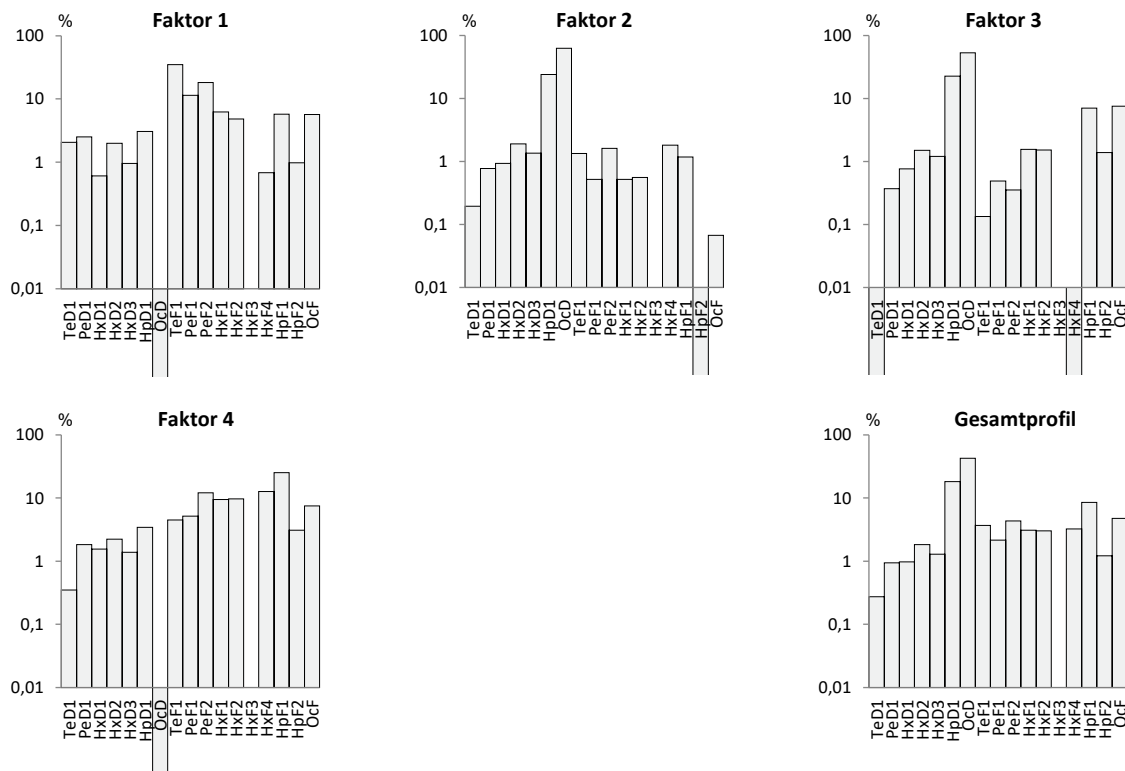 % Faktor 1
100
10
1
0,1
0,01
TeD1 PeD1 HxD1 HxD2 HxD3 HpD1 OcD TeF1 PeF1 PeF2 HxF1 HxF2 HxF3 HxF4 HpF1 HpF2 OcF
% Faktor 2
100
10
1
0,1
0,01
TeD1 PeD1 HxD1 HxD2 HxD3 HpD1 OcD TeF1 PeF1 PeF2 HxF1 HxF2 HxF3 HxF4 HpF1 HpF2 OcF
% Faktor 3
100
10
1
0,1
0,01
TeD1 PeD1 HxD1 HxD2 HxD3 HpD1 OcD TeF1 PeF1 PeF2 HxF1 HxF2 HxF3 HxF4 HpF1 HpF2 OcF
% Faktor 4
100
10
1
0,1
0,01
TeD1 PeD1 HxD1 HxD2 HxD3 HpD1 OcD TeF1 PeF1 PeF2 HxF1 HxF2 HxF3 HxF4 HpF1 HpF2 OcF
% Gesamtprofil
100
10
1
0,1
0,01
TeD1 PeD1 HxD1 HxD2 HxD3 HpD1 OcD TeF1 PeF1 PeF2 HxF1 HxF2 HxF3 HxF4 HpF1 HpF2 OcF